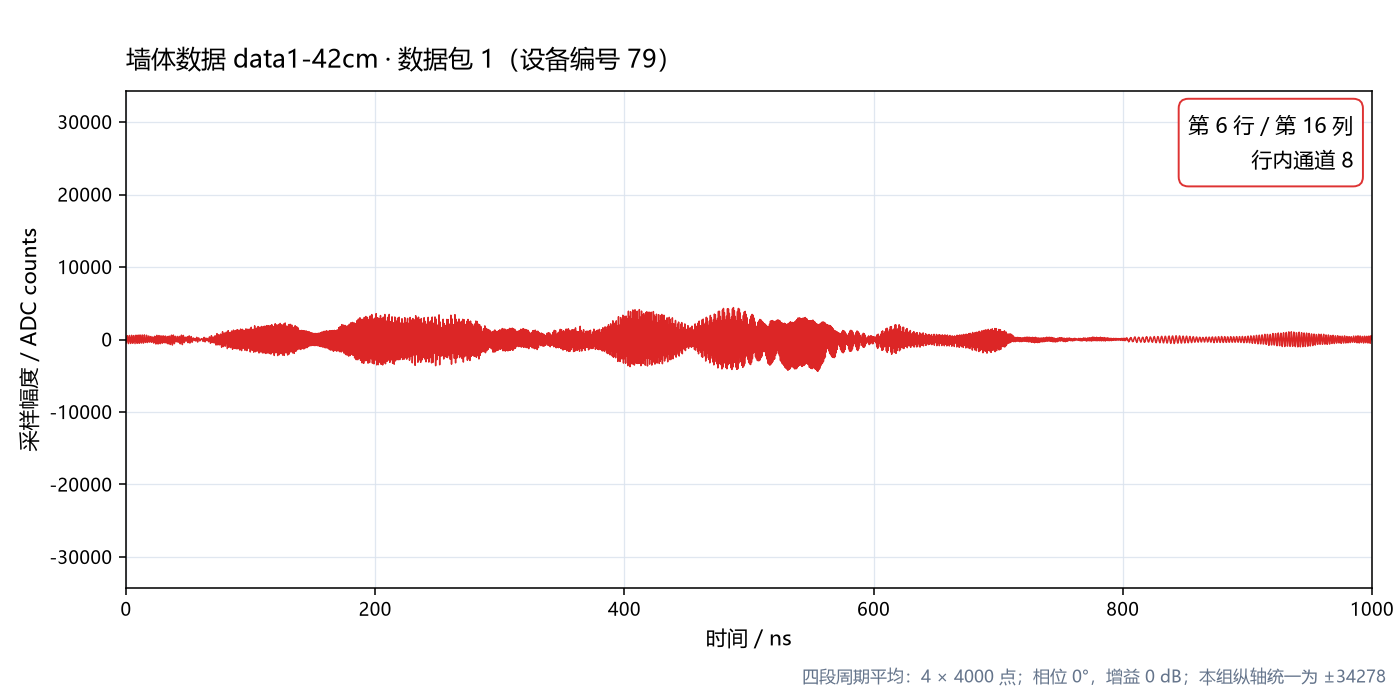 墙体数据 data1-42cm · 数据包 1（设备编号 79）
第 6 行 / 第 16 列
行内通道 8
采样幅度 / ADC counts
30000
20000
10000
0
-10000
-20000
-30000
0 200 400 600 800 1000
时间 / ns
四段周期平均：4 × 4000 点；相位 0°，增益 0 dB；本组纵轴统一为 ±34278